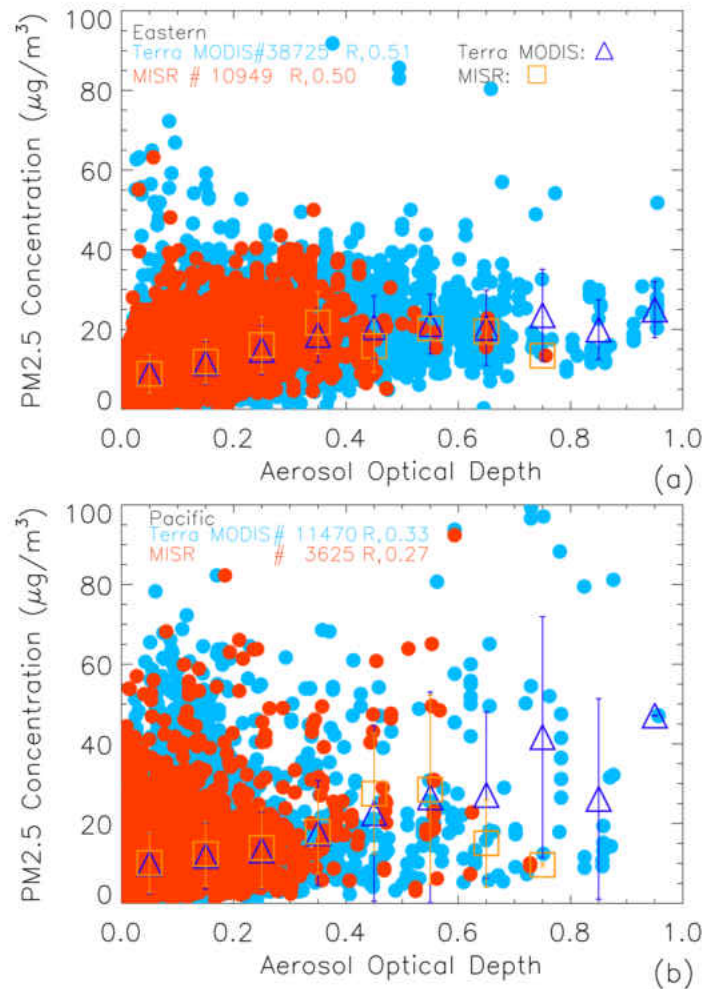 100
80
60
40
20
0
PM2.5 Concentration (μg/m³)
Eastern
Terra MODIS#38725 R,0.51
MISR # 10949 R,0.50
Terra MODIS:
MISR:
0.0 0.2 0.4 0.6 0.8 1.0
Aerosol Optical Depth
(a)
100
80
60
40
20
0
PM2.5 Concentration (μg/m³)
Pacific
Terra MODIS# 11470 R,0.33
MISR # 3625 R,0.27
0.0 0.2 0.4 0.6 0.8 1.0
Aerosol Optical Depth
(b)